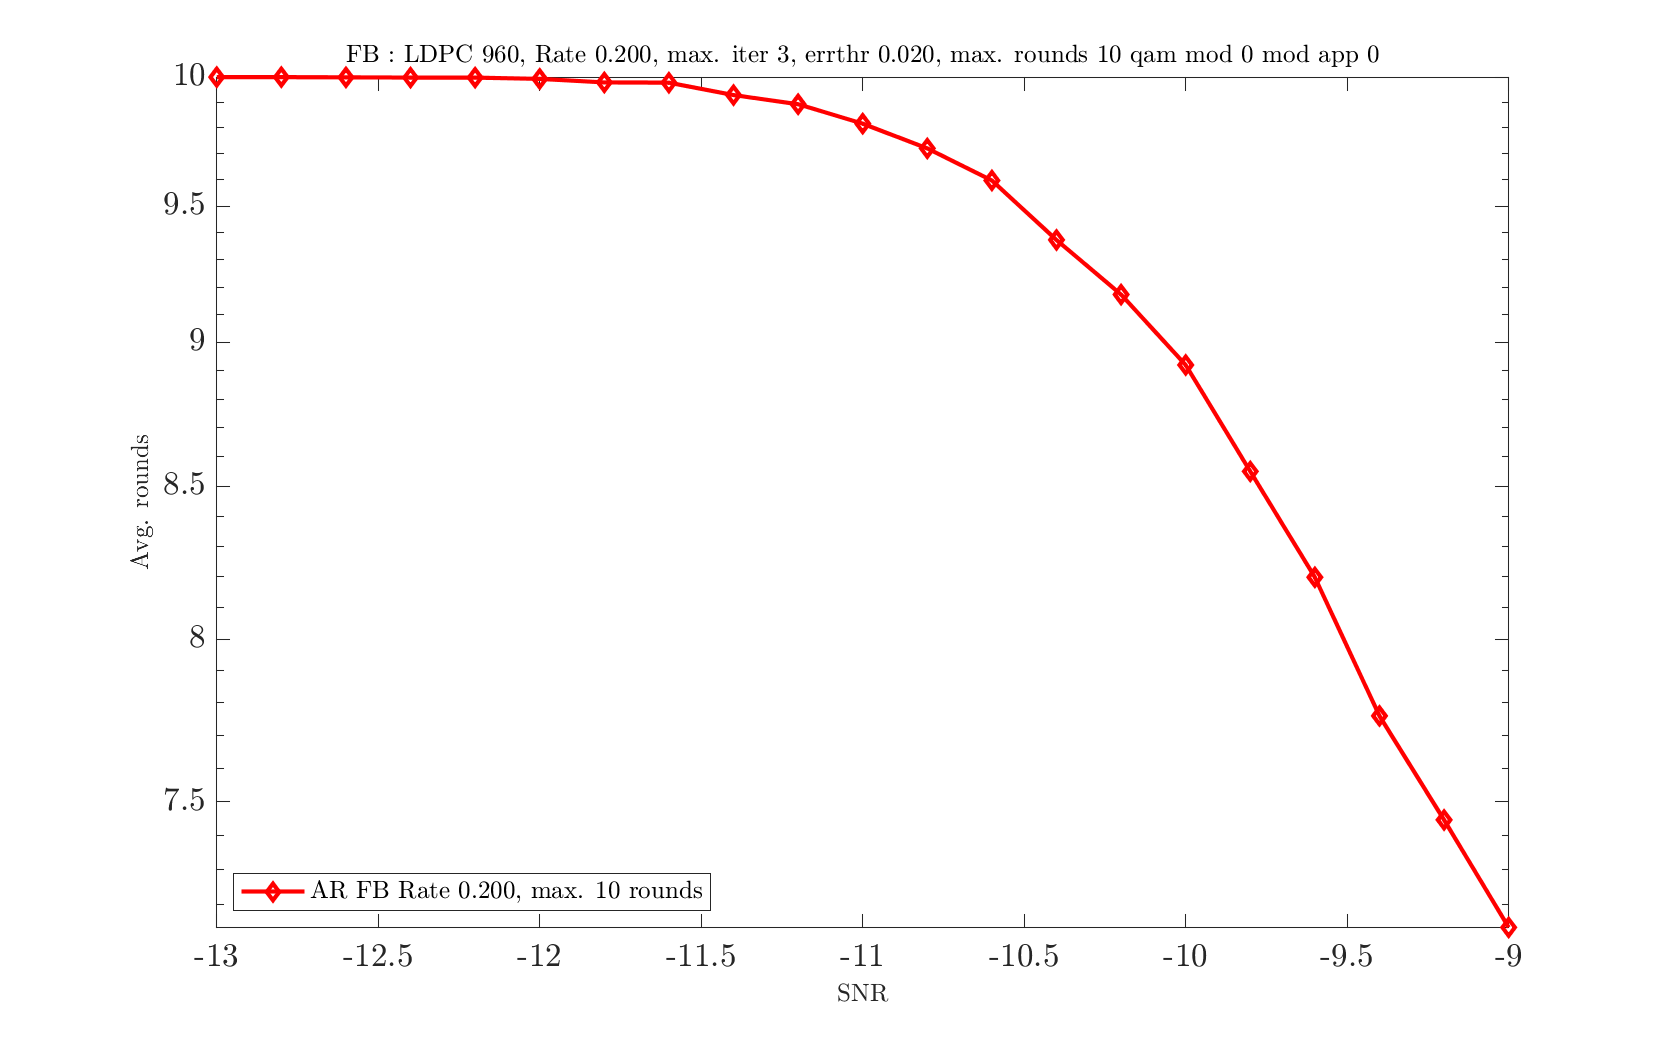 FB : LDPC 960, Rate 0.200, max. iter 3, errthr 0.020, max. rounds 10 qam mod 0 mod app 0
10
9.5
9
8.5
8
7.5
Avg. rounds
AR FB Rate 0.200, max. 10 rounds
-13 -12.5 -12 -11.5 -11 -10.5 -10 -9.5 -9
SNR